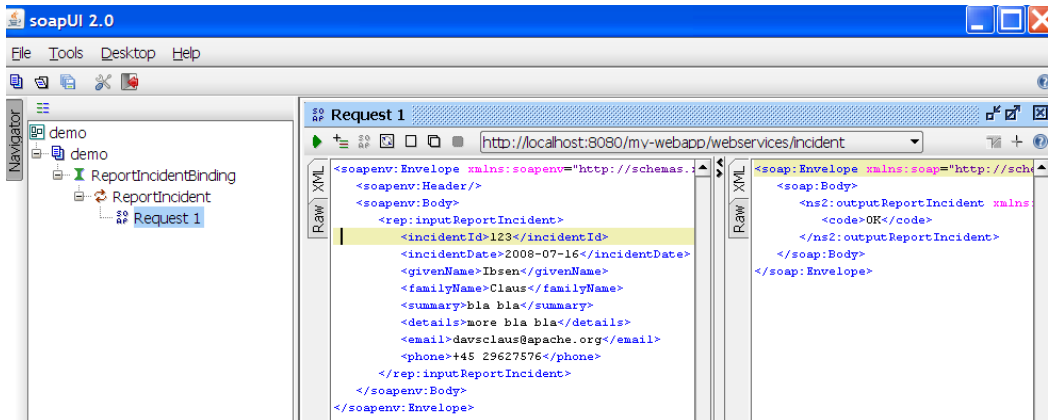 soapUI 2.0
File Tools Desktop Help
Navigator
demo
demo
ReportIncidentBinding
ReportIncident
Request 1
Request 1
http://localhost:8080/my-webapp/webservices/incident
XML
Raw
<soapenv:Envelope xmlns:soapenv="http://schemas.
<soapenv:Header/>
<soapenv:Body>
<rep:inputReportIncident>
<incidentId>123</incidentId>
<incidentDate>2008-07-16</incidentDate>
<givenName>Ibsen</givenName>
<familyName>Claus</familyName>
<summary>bla bla</summary>
<details>more bla bla</details>
<email>davsclaus@apache.org</email>
<phone>+45 29627576</phone>
</rep:inputReportIncident>
</soapenv:Body>
</soapenv:Envelope>
XML
Raw
<soap:Envelope xmlns:soap="http://sche
<soap:Body>
<ns2:outputReportIncident xmlns:
<code>OK</code>
</ns2:outputReportIncident>
</soap:Body>
</soap:Envelope>